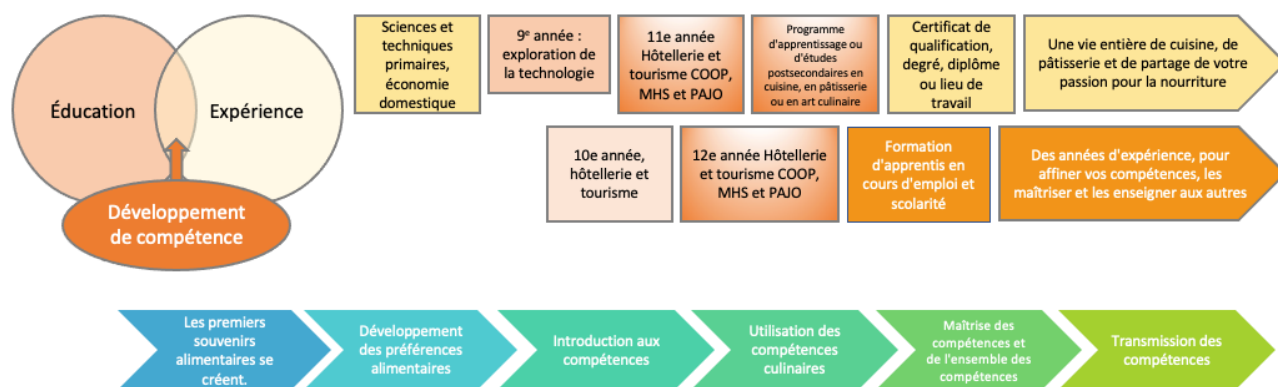 Éducation
Expérience
Développement
de compétence
Sciences et
techniques
primaires,
économie
domestique
9e année :
exploration de
la technologie
11e année
Hôtellerie et
tourisme COOP,
MHS et PAJO
Programme
d'apprentissage ou
d'études
postsecondaires en
cuisine, en pâtisserie
ou en art culinaire
Certificat de
qualification,
degré, diplôme
ou lieu de
travail
Une vie entière de cuisine, de
pâtisserie et de partage de votre
passion pour la nourriture
10e année,
hôtellerie et
tourisme
12e année Hôtellerie
et tourisme COOP,
MHS et PAJO
Formation
d'apprentis en
cours d'emploi et
scolarité
Des années d'expérience, pour
affiner vos compétences, les
maîtriser et les enseigner aux autres
Les premiers
souvenirs
alimentaires se
créent.
Développement
des préférences
alimentaires
Introduction aux
compétences
Utilisation des
compétences
culinaires
Maîtrise des
compétences et
de l'ensemble des
compétences
Transmission des
compétences